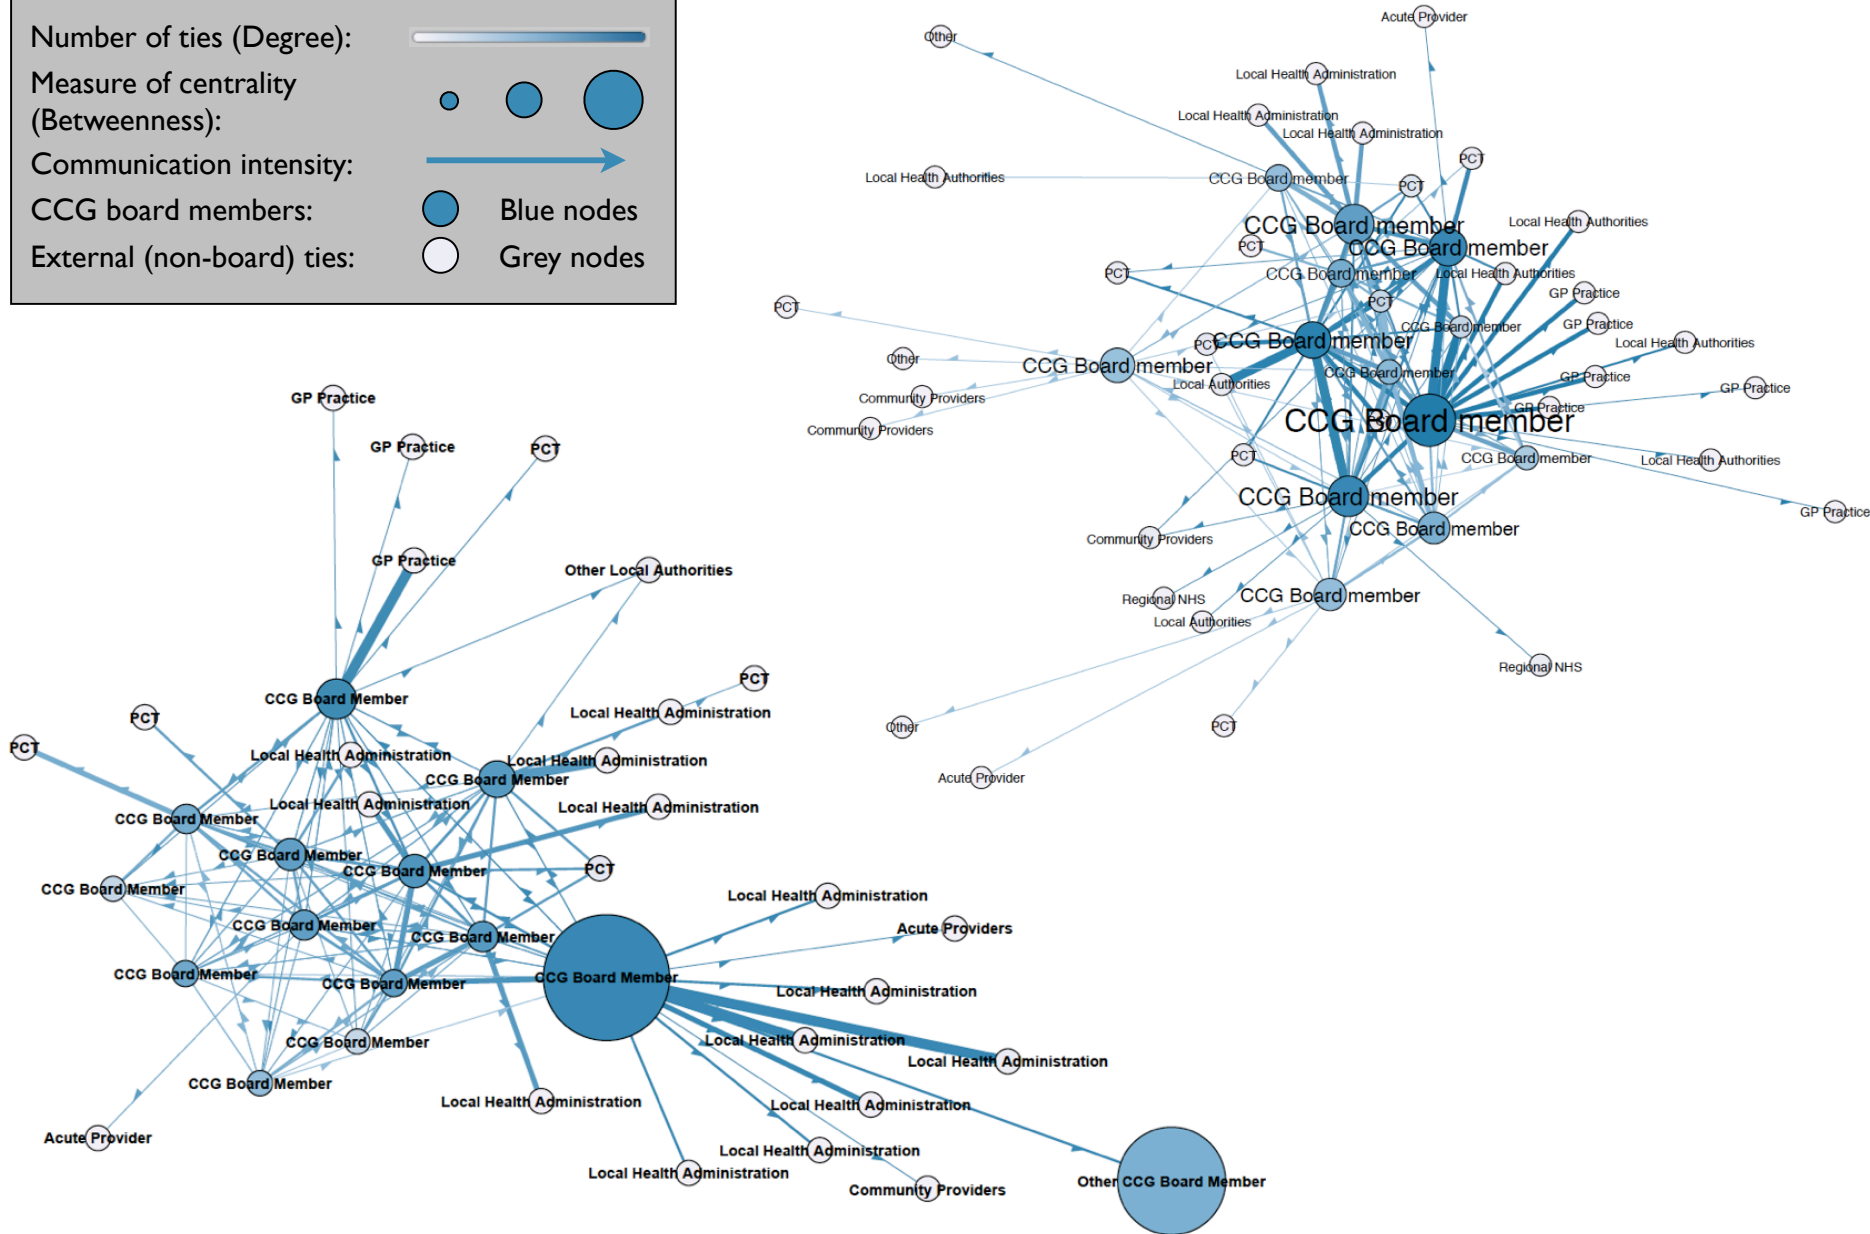 Number of ties (Degree):
Measure of centrality
(Betweenness):
Communication intensity:
CCG board members:
Blue nodes
External (non-board) ties:
Grey nodes
Acute Provider
Other
Local Health Administration
Local Health Administration
Local Health Administration
PCT
Local Health Authorities
CCG Board member
PCT
CCG Board member
Local Health Authorities
PCT
CCG Board member
PCT
CCG Board member
Local Health Authorities
GP Practice
PCT
PCT
GP Practice
CCG Board member
PCT
CCG Board member
Local Health Authorities
Other
CCG Board member
CCG Board member
GP Practice
Local Authorities
GP Practice
Community Providers
GP Practice
CCG Board member
Community Providers
PCT
CCG Board member
Local Health Authorities
CCG Board member
GP Practice
CCG Board member
Community Providers
Regional NHS
CCG Board member
Local Authorities
Regional NHS
Other
PCT
Acute Provider
GP Practice
GP Practice
PCT
GP Practice
Other Local Authorities
PCT
CCG Board Member
Local Health Administration
PCT
PCT
Local Health Administration
Local Health Administration
CCG Board Member
Local Health Administration
Local Health Administration
CCG Board Member
CCG Board Member
CCG Board Member
PCT
CCG Board Member
Local Health Administration
CCG Board Member
Acute Providers
CCG Board Member
CCG Board Member
CCG Board Member
CCG Board Member
Local Health Administration
CCG Board Member
Local Health Administration
Local Health Administration
CCG Board Member
Local Health Administration
Local Health Administration
Acute Provider
Local Health Administration
Local Health Administration
Community Providers
Other CCG Board Member